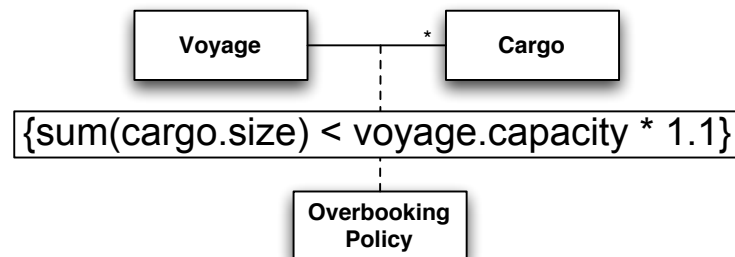 Voyage
*
Cargo
{sum(cargo.size) < voyage.capacity * 1.1}
Overbooking
Policy